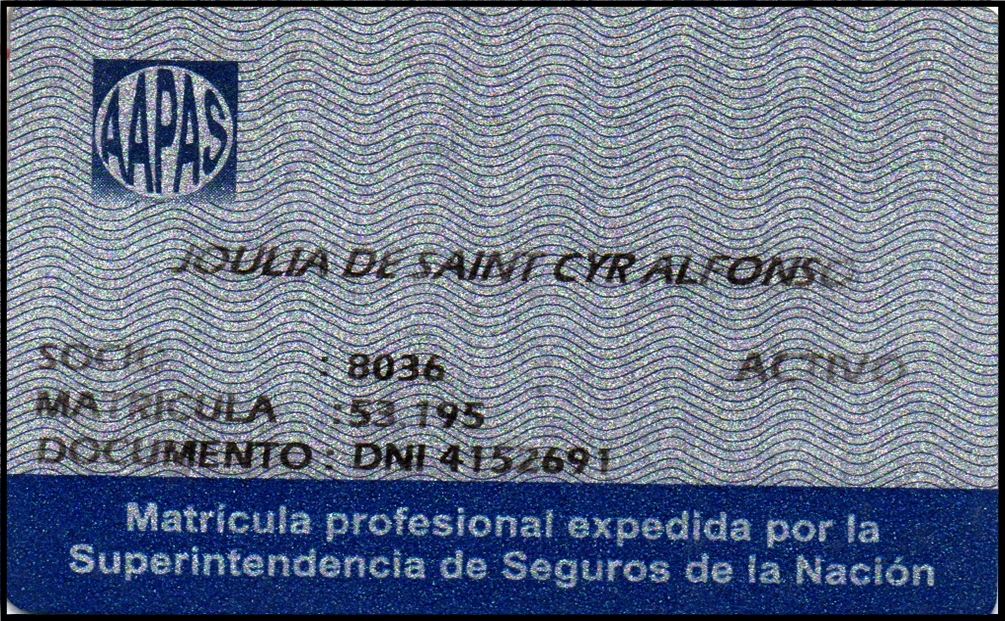 AAPAS
JOULIA DE SAINT CYR ALFONSO
SOCIO : 8036 ACTIVO
MATRICULA :53 195
DOCUMENTO : DNI 4152691
Matrícula profesional expedida por la
Superintendencia de Seguros de la Nación